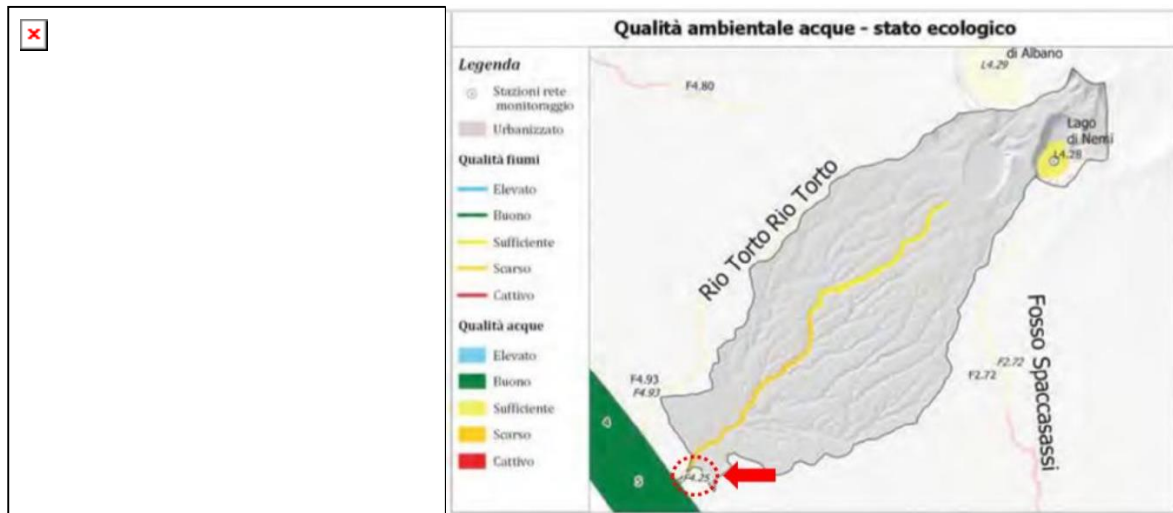 Qualità ambientale acque - stato ecologico
Legenda
Stazioni rete
monitoraggio
Urbanizzato
Qualità fiumi
Elevato
Buono
Sufficiente
Scarso
Cattivo
Qualità acque
Elevato
Buono
Sufficiente
Scarso
Cattivo
di Albano
L4.29
F4.80
Lago
di Nemi
L4.28
Rio Torto Rio Torto
Fosso Spaccasassi
F2.72
F2.72
F4.93
F4.93
4
5
F4.25